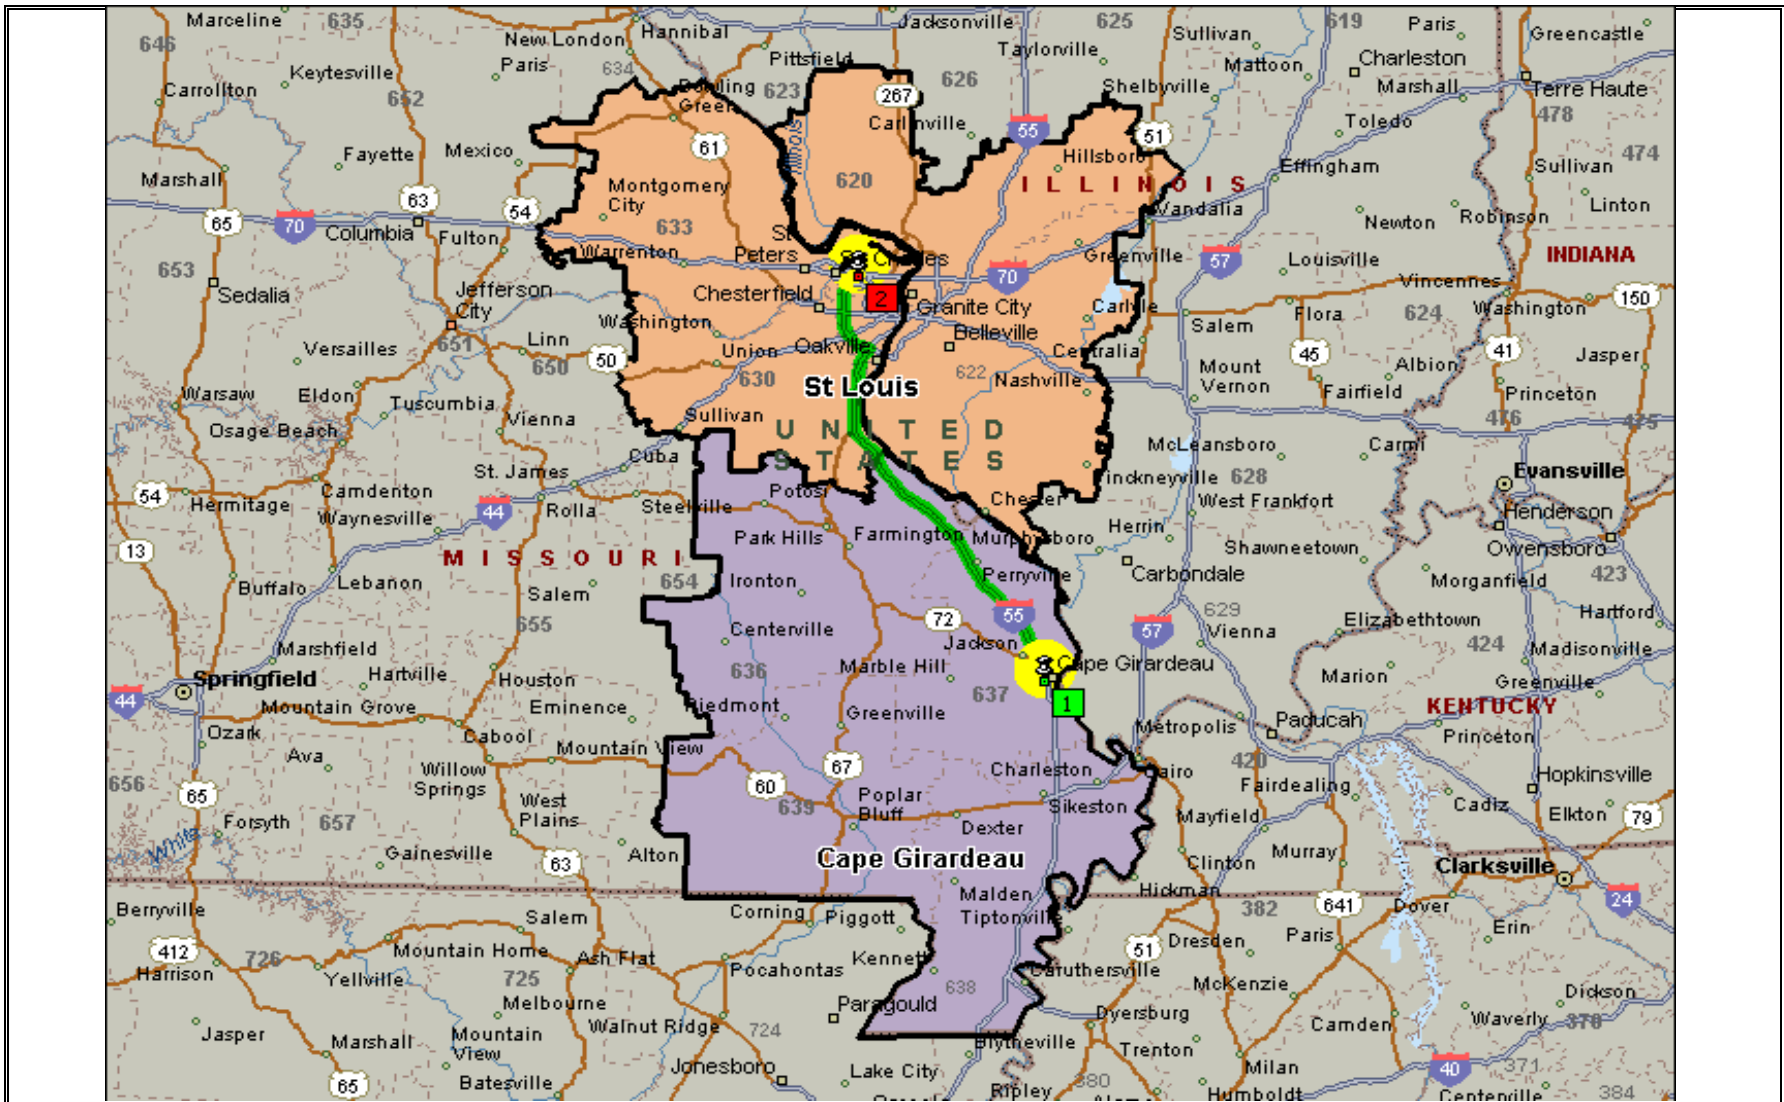 Marceline
635
Hannibal
Jacksonville
625
Sullivan
619
Paris
Greencastle
646
New London
Pittsfield
Taylorville
Mattoon
Charleston
Keytesville
Paris
634
626
Shelbyville
Marshall
Terre Haute
Carrollton
652
Bowling
Green
623
267
Carlinville
55
51
Toledo
478
61
Illinois
Hillsboro
Effingham
Sullivan
474
Fayette
Mexico
Marshall
Montgomery
City
620
ILLINOIS
Vandalia
Newton
Robinson
Linton
65
70
63
54
Columbia
Fulton
633
Warrenton
St
Peters
St Charles
Greenville
57
Louisville
INDIANA
653
Sedalia
Jefferson
City
Chesterfield
2
70
Granite City
Carlyle
Vincennes
Washington
150
Washington
Belleville
Salem
Flora
624
Versailles
651
Linn
650
50
Union
Oakville
Centralia
45
41
Jasper
630
St Louis
622
Nashville
Mount
Vernon
Albion
Fairfield
Princeton
Warsaw
Eldon
Tuscumbia
Vienna
Sullivan
476
475
Osage Beach
UNITED
STATES
McLeansboro
Carmi
Cuba
St. James
Pinckneyville
628
Evansville
54
Hermitage
Camdenton
Waynesville
44
Rolla
Steelville
Potosi
Chester
West Frankfort
Henderson
13
Park Hills
Farmington
Murphysboro
Herrin
Shawneetown
Owensboro
MISSOURI
Buffalo
Lebanon
654
Ironton
Perryville
Carbondale
Morganfield
423
Salem
655
72
55
629
Hartford
Centerville
Jackson
57
Vienna
Elizabethtown
424
Madisonville
Marshfield
Hartville
Marble Hill
Cape Girardeau
Marion
Greenville
44
Springfield
Houston
636
637
1
KENTUCKY
Mountain Grove
Eminence
Piedmont
Greenville
Metropolis
Paducah
Princeton
Ozark
Cabool
Mountain View
Ava
Willow
Springs
67
Charleston
Cairo
420
Fairdealing
Hopkinsville
656
65
60
639
Poplar
Bluff
Sikeston
Cadiz
Elkton
79
West
Plains
Dexter
Mayfield
Forsyth
657
White
Gainesville
63
Alton
Cape Girardeau
Clinton
Murray
Clarksville
Malden
Hickman
641
24
Berryville
Salem
Corning
Piggott
Tiptonville
382
Dover
412
Mountain Home
Ash Flat
Kennett
51
Dresden
Paris
Erin
Harrison
726
Yellville
725
Pocahontas
638
Caruthersville
McKenzie
Dickson
Melbourne
Paragould
Dyersburg
Waverly
370
Jasper
Marshall
Mountain
View
Walnut Ridge
724
Blytheville
Trenton
Camden
65
Batesville
Jonesboro
Lake City
380
Milan
40
371
Ripley
Humboldt
Centerville
384